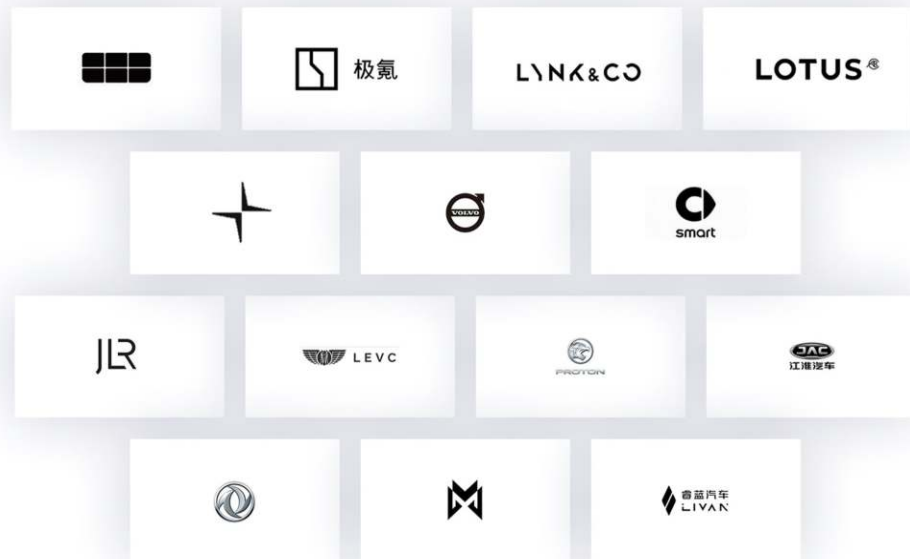 极氪
LYNK&CO
LOTUS
VOLVO
smart
JLR
LEVC
PROTON
JAC
江淮汽车
睿蓝汽车
LIVAN